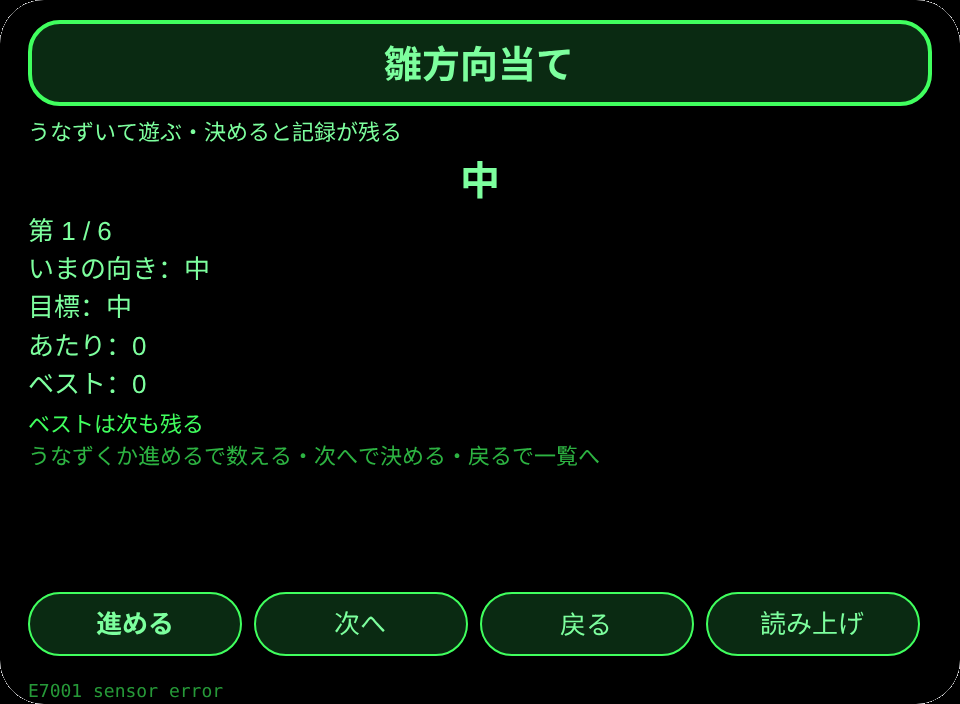 雛方向当て
うなずいて遊ぶ・決めると記録が残る
中
第 1 / 6
いまの向き：中
目標：中
あたり：0
ベスト：0
ベストは次も残る
うなずくか進めるで数える・次へで決める・戻るで一覧へ
進める
次へ
戻る
読み上げ
E7001 sensor error